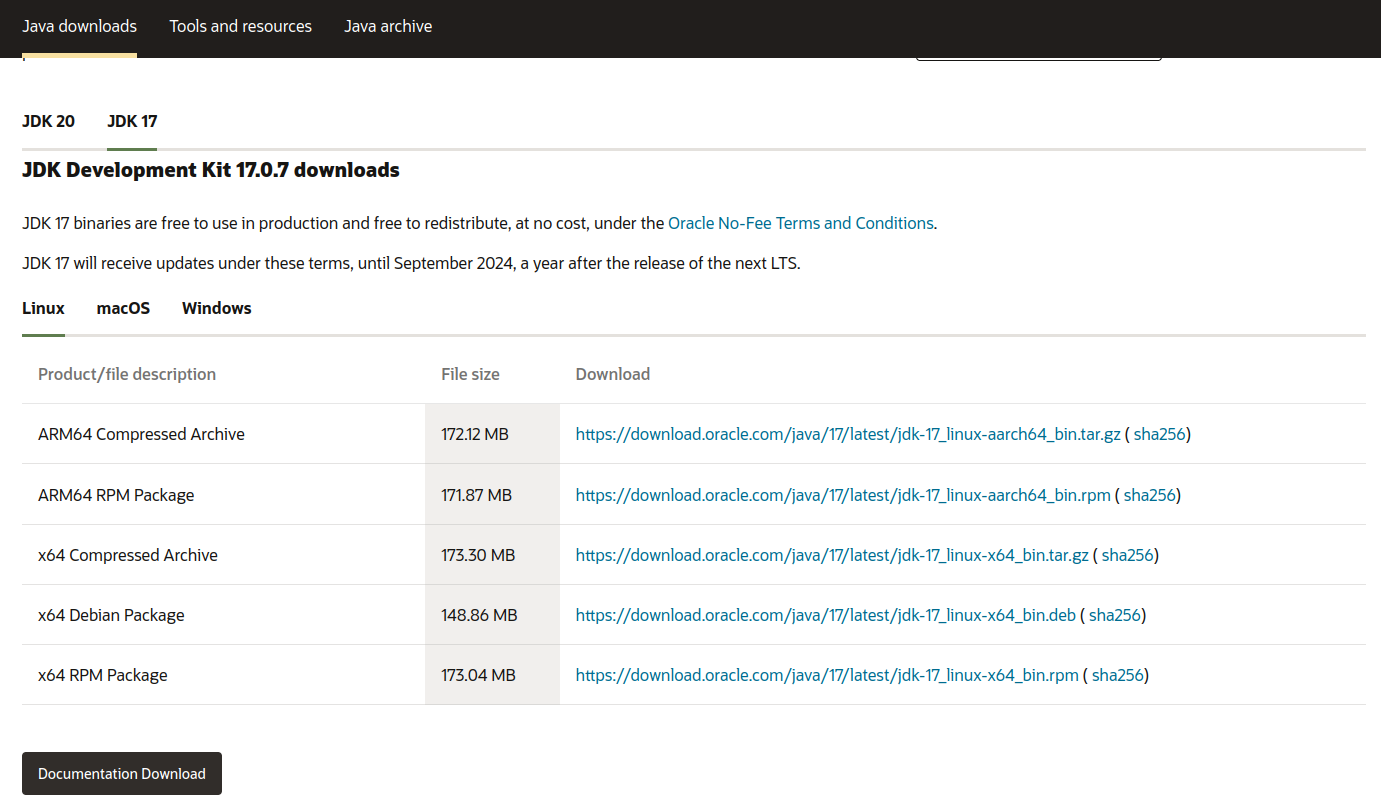 Java downloads Tools and resources Java archive
JDK 20 JDK 17
JDK Development Kit 17.0.7 downloads
JDK 17 binaries are free to use in production and free to redistribute, at no cost, under the Oracle No-Fee Terms and Conditions.
JDK 17 will receive updates under these terms, until September 2024, a year after the release of the next LTS.
Linux macOS Windows
Product/file description File size Download
ARM64 Compressed Archive 172.12 MB https://download.oracle.com/java/17/latest/jdk-17_linux-aarch64_bin.tar.gz ( sha256)
ARM64 RPM Package 171.87 MB https://download.oracle.com/java/17/latest/jdk-17_linux-aarch64_bin.rpm ( sha256)
x64 Compressed Archive 173.30 MB https://download.oracle.com/java/17/latest/jdk-17_linux-x64_bin.tar.gz ( sha256)
x64 Debian Package 148.86 MB https://download.oracle.com/java/17/latest/jdk-17_linux-x64_bin.deb ( sha256)
x64 RPM Package 173.04 MB https://download.oracle.com/java/17/latest/jdk-17_linux-x64_bin.rpm ( sha256)
Documentation Download